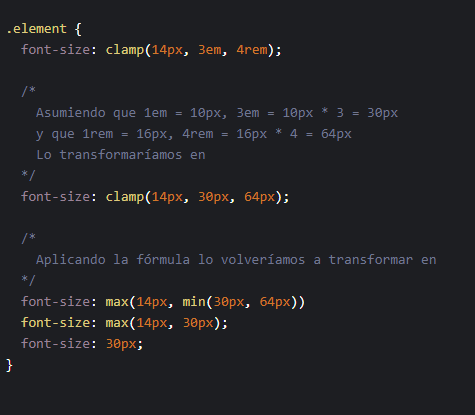 .element {
  font-size: clamp(14px, 3em, 4rem);

  /*
    Asumiendo que 1em = 10px, 3em = 10px * 3 = 30px
    y que 1rem = 16px, 4rem = 16px * 4 = 64px
    Lo transformaríamos en
  */
  font-size: clamp(14px, 30px, 64px);

  /*
    Aplicando la fórmula lo volveríamos a transformar en
  */
  font-size: max(14px, min(30px, 64px))
  font-size: max(14px, 30px);
  font-size: 30px;
}